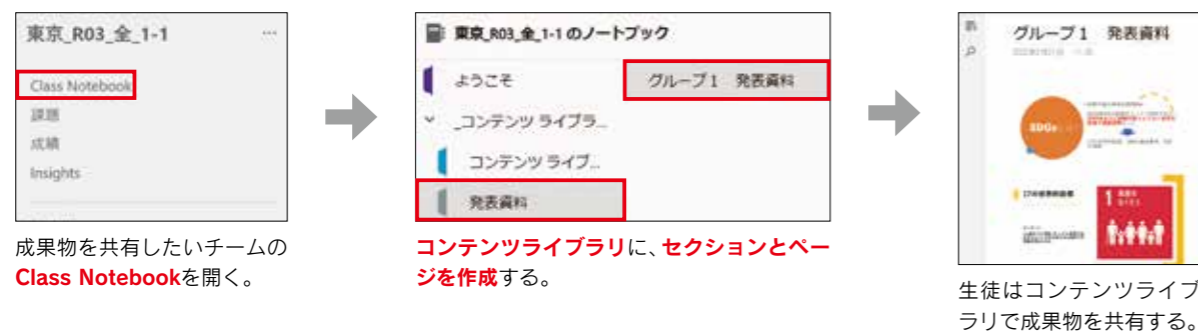 東京_R03_全_1-1
...
Class Notebook
課題
成績
Insights
成果物を共有したいチームの
Class Notebookを開く。
東京_R03_全_1-1 のノートブック
ようこそ
グループ1 発表資料
_コンテンツ ライブラ...
コンテンツ ライブ...
発表資料
コンテンツライブラリに、セクションとペー
ジを作成する。
グループ1 発表資料
SDGs
1
生徒はコンテンツライブ
ラリで成果物を共有する。